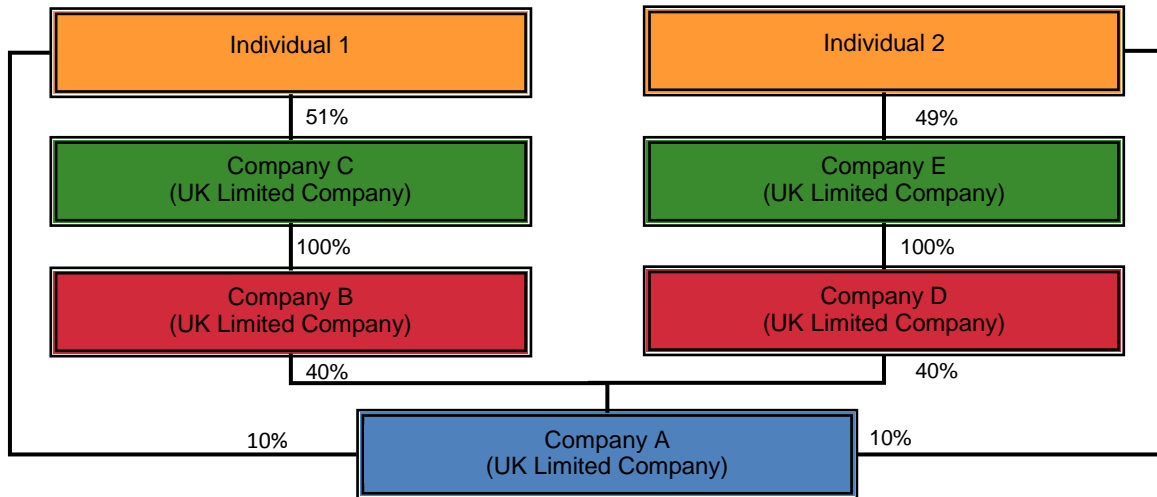 Individual 1
Individual 2
51%
49%
Company C
(UK Limited Company)
Company E
(UK Limited Company)
100%
100%
Company B
(UK Limited Company)
Company D
(UK Limited Company)
40%
40%
10%
Company A
(UK Limited Company)
10%